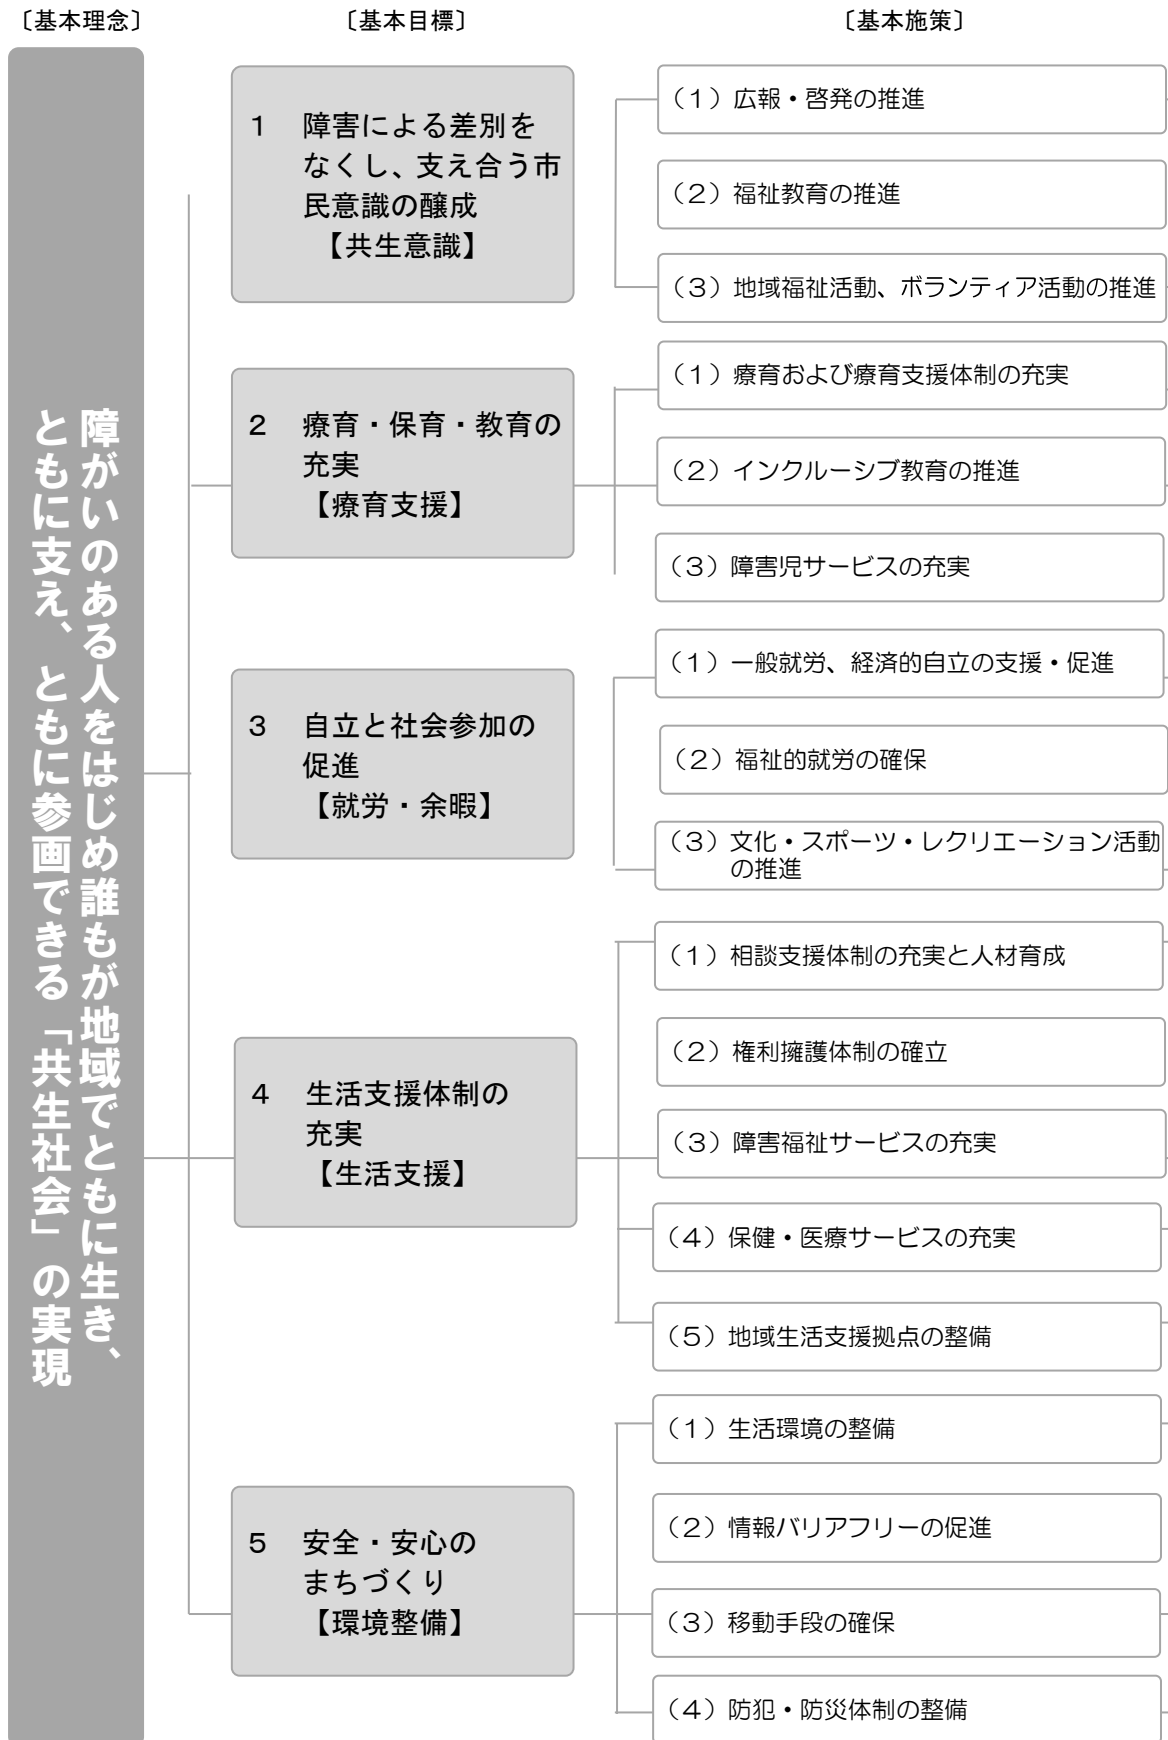 〔基本理念〕
〔基本目標〕
〔基本施策〕
障がいのある人をはじめ誰もが地域でともに生き、
ともに支え、ともに参画できる「共生社会」の実現
1 障害による差別を
なくし、支え合う市
民意識の醸成
【共生意識】
（1）広報・啓発の推進
（2）福祉教育の推進
（3）地域福祉活動、ボランティア活動の推進
2 療育・保育・教育の
充実
【療育支援】
（1）療育および療育支援体制の充実
（2）インクルーシブ教育の推進
（3）障害児サービスの充実
3 自立と社会参加の
促進
【就労・余暇】
（1）一般就労、経済的自立の支援・促進
（2）福祉的就労の確保
（3）文化・スポーツ・レクリエーション活動
の推進
4 生活支援体制の
充実
【生活支援】
（1）相談支援体制の充実と人材育成
（2）権利擁護体制の確立
（3）障害福祉サービスの充実
（4）保健・医療サービスの充実
（5）地域生活支援拠点の整備
5 安全・安心の
まちづくり
【環境整備】
（1）生活環境の整備
（2）情報バリアフリーの促進
（3）移動手段の確保
（4）防犯・防災体制の整備